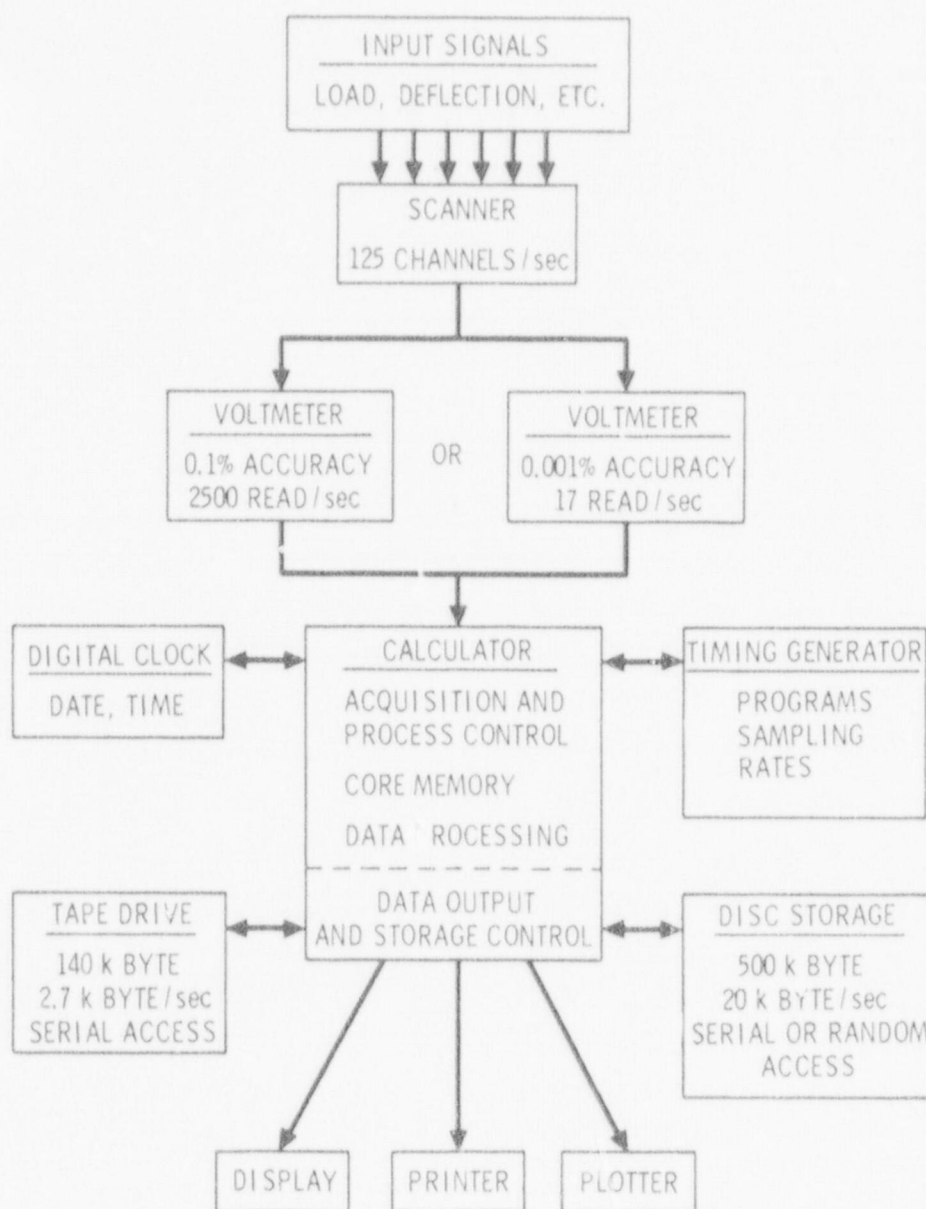 INPUT SIGNALS
LOAD, DEFLECTION, ETC.
SCANNER
125 CHANNELS/sec
VOLTMETER
0.1% ACCURACY
2500 READ/sec
OR
VOLTMETER
0.001% ACCURACY
17 READ/sec
DIGITAL CLOCK
DATE, TIME
CALCULATOR
ACQUISITION AND
PROCESS CONTROL
CORE MEMORY
DATA ROCESSING
TIMING GENERATOR
PROGRAMS
SAMPLING
RATES
TAPE DRIVE
140 k BYTE
2.7 k BYTE/sec
SERIAL ACCESS
DATA OUTPUT
AND STORAGE CONTROL
DISC STORAGE
500 k BYTE
20 k BYTE/sec
SERIAL OR RANDOM
ACCESS
DISPLAY
PRINTER
PLOTTER